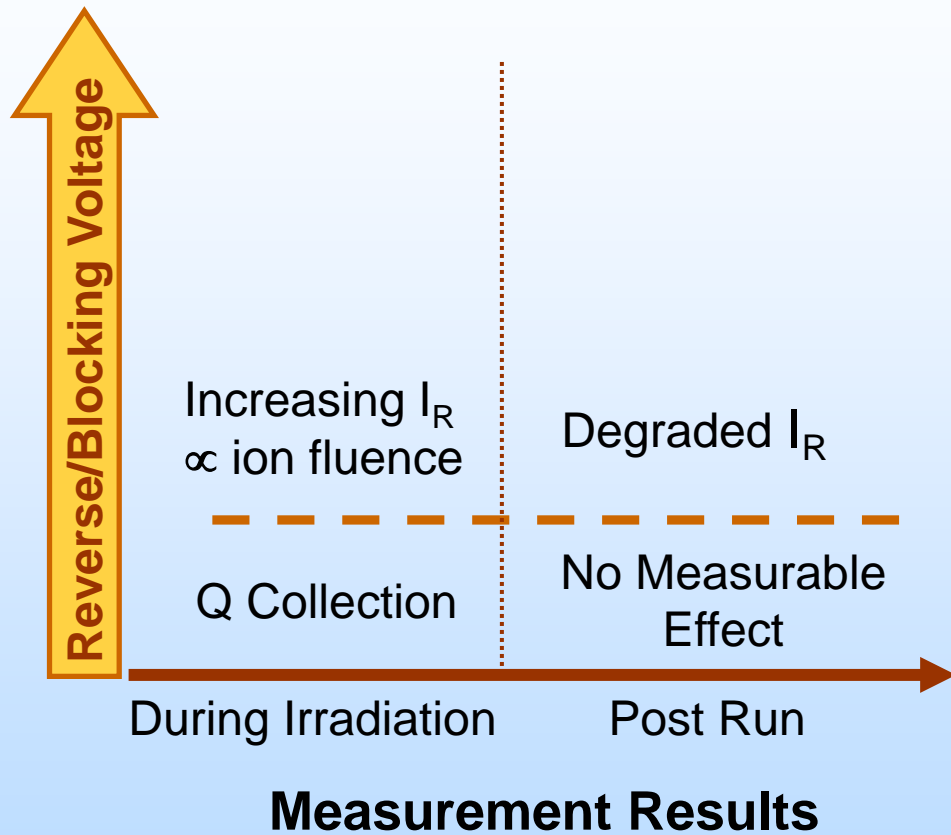 Reverse/Blocking Voltage
Increasing I_R
∝ ion fluence
Degraded I_R
Q Collection
No Measurable
Effect
During Irradiation
Post Run
Measurement Results